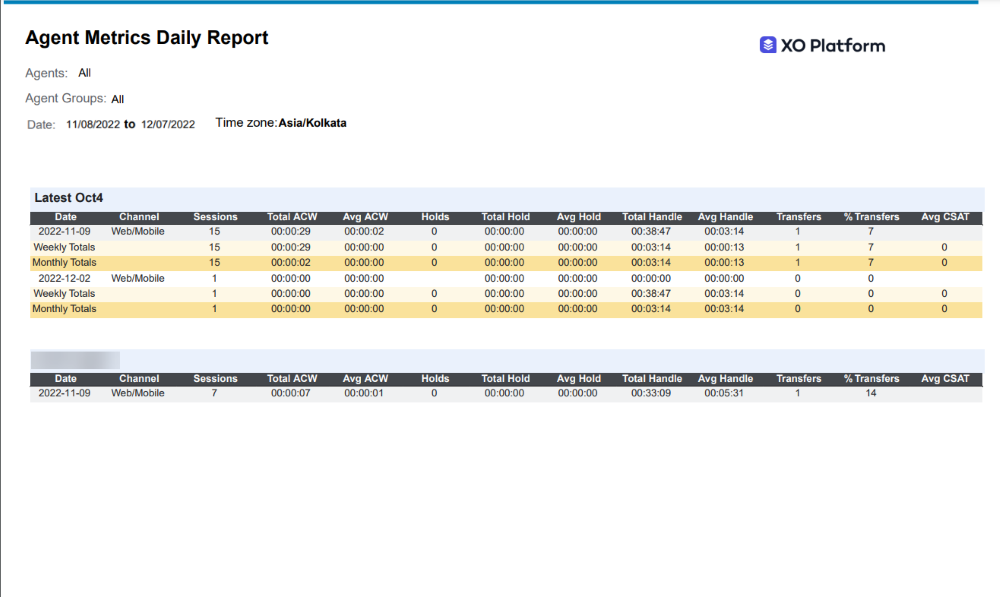 Agent Metrics Daily Report
XO Platform
Agents: All
Agent Groups: All
Date: 11/08/2022 to 12/07/2022 Time zone:Asia/Kolkata
Latest Oct4
Date Channel Sessions Total ACW Avg ACW Holds Total Hold Avg Hold Total Handle Avg Handle Transfers % Transfers Avg CSAT
2022-11-09 Web/Mobile 15 00:00:29 00:00:02 0 00:00:00 00:00:00 00:38:47 00:03:14 1 7
Weekly Totals 15 00:00:29 00:00:00 0 00:00:00 00:00:00 00:03:14 00:00:13 1 7 0
Monthly Totals 15 00:00:02 00:00:00 0 00:00:00 00:00:00 00:03:14 00:00:13 1 7 0
2022-12-02 Web/Mobile 1 00:00:00 00:00:00 0 00:00:00 00:00:00 00:00:00 00:00:00 0 0
Weekly Totals 1 00:00:00 00:00:00 0 00:00:00 00:00:00 00:38:47 00:03:14 0 0 0
Monthly Totals 1 00:00:00 00:00:00 0 00:00:00 00:00:00 00:03:14 00:03:14 0 0 0
Date Channel Sessions Total ACW Avg ACW Holds Total Hold Avg Hold Total Handle Avg Handle Transfers % Transfers Avg CSAT
2022-11-09 Web/Mobile 7 00:00:07 00:00:01 0 00:00:00 00:00:00 00:33:09 00:05:31 1 14